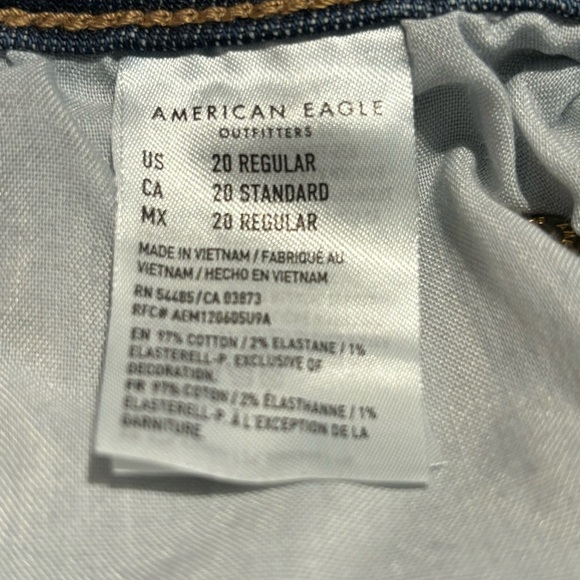 AMERICAN EAGLE
OUTFITTERS
US 20 REGULAR
CA 20 STANDARD
MX 20 REGULAR
MADE IN VIETNAM / FABRIQUÉ AU
VIETNAM / HECHO EN VIETNAM
RN 54485/CA 03873
RFC# AEM120605U9A
EN 97% COTTON / 2% ELASTANE / 1%
ELASTERELL-P. EXCLUSIVE OF
DECORATION.
FR 97% COTON / 2% ÉLASTHANNE / 1%
ELASTERELL-P. À L'EXCEPTION DE LA
GARNITURE